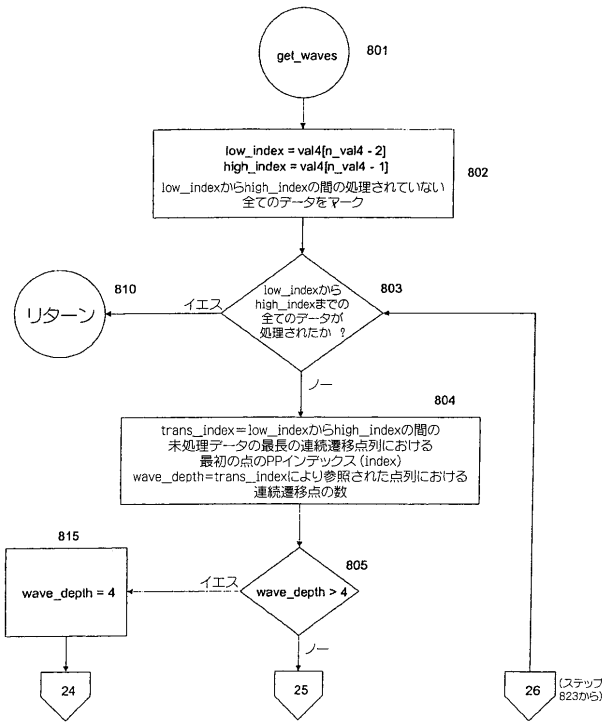 get_waves
801
low_index = val4[n_val4 - 2]
high_index = val4[n_val4 - 1]
low_indexからhigh_indexの間の処理されていない
全てのデータをマーク
802
low_indexから
high_indexまでの
全てのデータが
処理されたか ?
803
イエス
810
リターン
ノー
804
trans_index=low_indexからhigh_indexの間の
未処理データの最長の連続遷移点列における
最初の点のPPインデックス(index)
wave_depth=trans_indexにより参照された点列における
連続遷移点の数
815
wave_depth = 4
イエス
805
wave_depth > 4
ノー
24
25
26
(ステップ
823から)